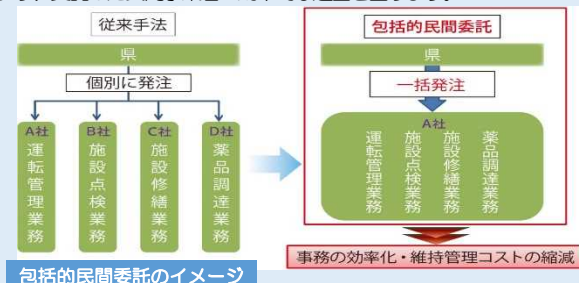 従来手法
県
個別に発注
A社
運転管理業務
B社
施設点検業務
C社
施設修繕業務
D社
薬品調達業務
包括的民間委託
県
一括発注
A社
運転管理業務
施設点検業務
施設修繕業務
薬品調達業務
事務の効率化・維持管理コストの縮減
包括的民間委託のイメージ